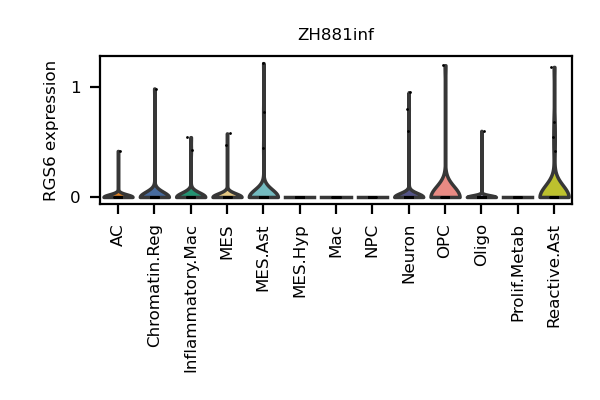 ZH881inf
RGS6 expression
1
0
AC
Chromatin.Reg
Inflammatory.Mac
MES
MES.Ast
MES.Hyp
Mac
NPC
Neuron
OPC
Oligo
Prolif.Metab
Reactive.Ast